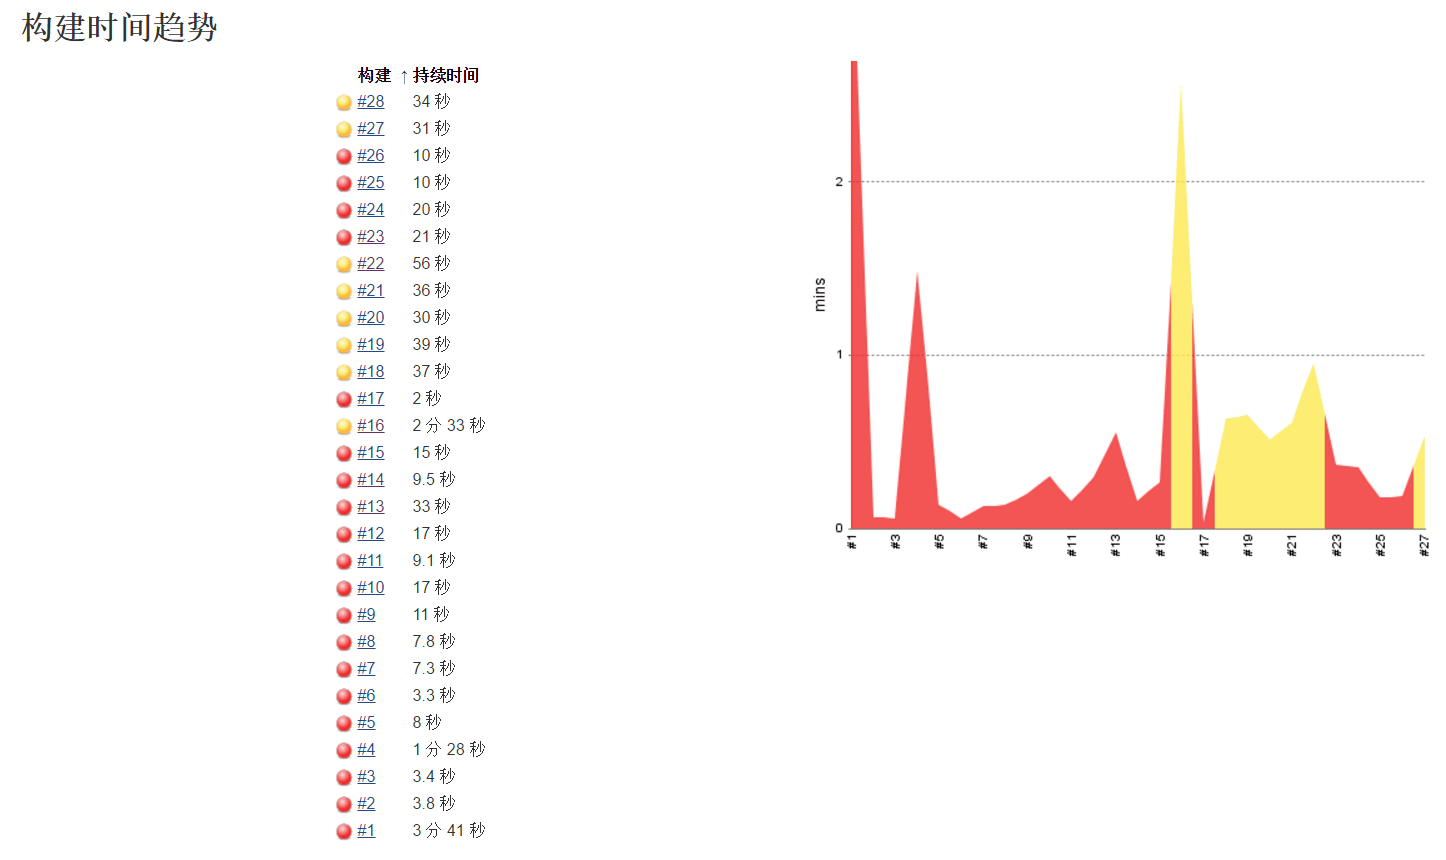 构建时间趋势
构建 ↑ 持续时间
#28 34 秒
#27 31 秒
#26 10 秒
#25 10 秒
#24 20 秒
#23 21 秒
#22 56 秒
#21 36 秒
#20 30 秒
#19 39 秒
#18 37 秒
#17 2 秒
#16 2 分 33 秒
#15 15 秒
#14 9.5 秒
#13 33 秒
#12 17 秒
#11 9.1 秒
#10 17 秒
#9 11 秒
#8 7.8 秒
#7 7.3 秒
#6 3.3 秒
#5 8 秒
#4 1 分 28 秒
#3 3.4 秒
#2 3.8 秒
#1 3 分 41 秒
mins
2
1
0
#1 #3 #5 #7 #9 #11 #13 #15 #17 #19 #21 #23 #25 #27